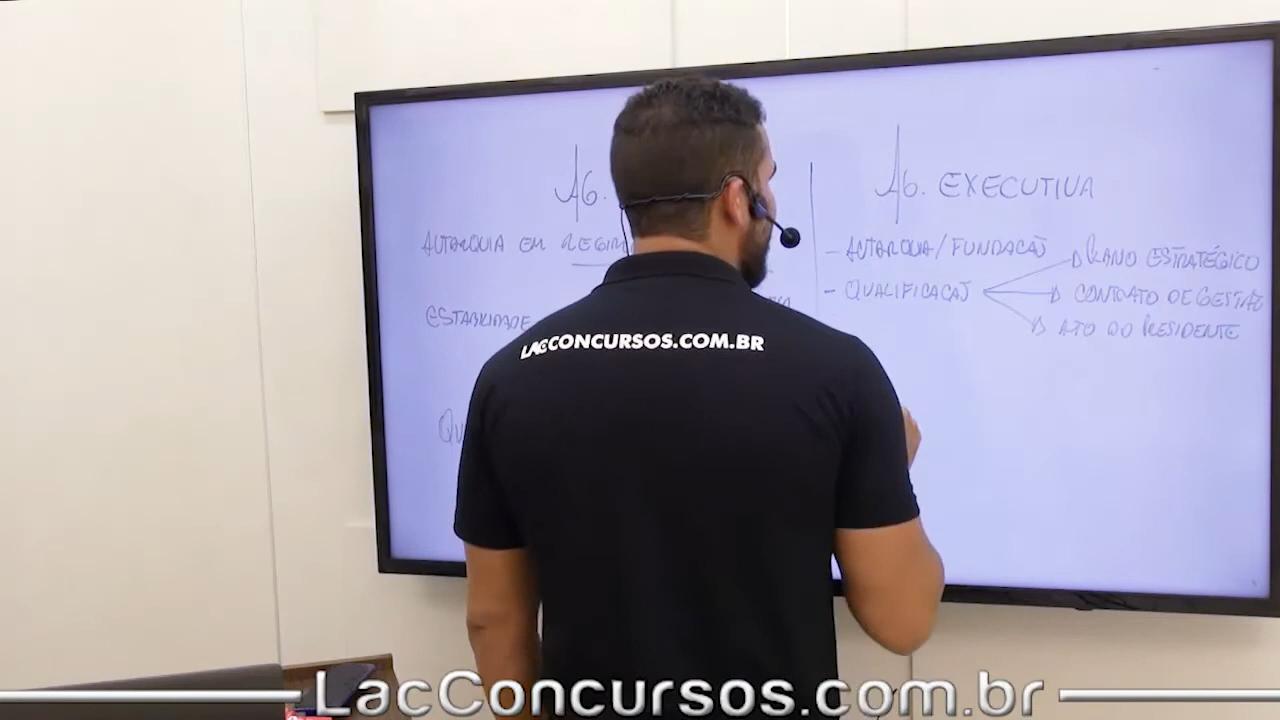 AG.
AUTARQUIA EM REGIM
ESTABILIDADE
QU
AG. EXECUTIVA
- AUTARQUIA/FUNDAÇÃO
- QUALIFICAÇÃO
PLANO ESTRATÉGICO
CONTRATO DE GESTÃO
ATO DO PRESIDENTE
LACCONCURSOS.COM.BR
LacConcursos.com.br